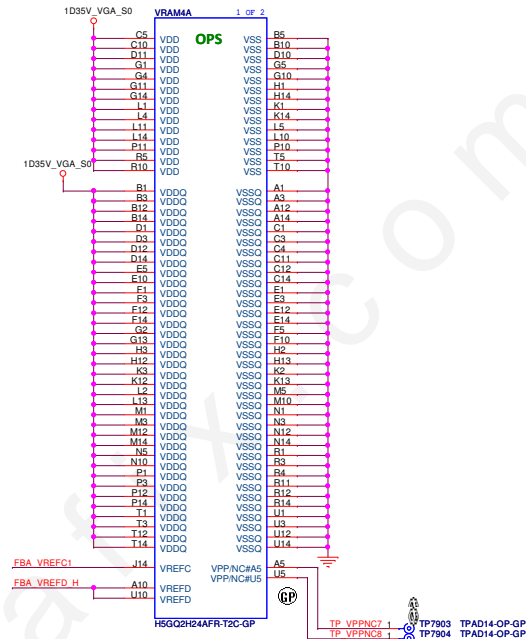 1D35V_VGA_S0
VRAM4A 1 OF 2
OPS
C5 VDD VSS B5
C10 VDD VSS B10
D11 VDD VSS D10
G1 VDD VSS G5
G4 VDD VSS G10
G11 VDD VSS H1
G14 VDD VSS H14
L1 VDD VSS K1
L4 VDD VSS K14
L11 VDD VSS L5
L14 VDD VSS L10
P11 VDD VSS P10
R5 VDD VSS T5
R10 VDD VSS T10
1D35V_VGA_S0
B1 VDDQ VSSQ A1
B3 VDDQ VSSQ A3
B12 VDDQ VSSQ A12
B14 VDDQ VSSQ A14
D1 VDDQ VSSQ C1
D3 VDDQ VSSQ C3
D12 VDDQ VSSQ C4
D14 VDDQ VSSQ C11
E5 VDDQ VSSQ C12
E10 VDDQ VSSQ C14
F1 VDDQ VSSQ E1
F3 VDDQ VSSQ E3
F12 VDDQ VSSQ E12
F14 VDDQ VSSQ E14
G2 VDDQ VSSQ F5
G13 VDDQ VSSQ F10
H3 VDDQ VSSQ H2
H12 VDDQ VSSQ H13
K3 VDDQ VSSQ K2
K12 VDDQ VSSQ K13
L2 VDDQ VSSQ M5
L13 VDDQ VSSQ M10
M1 VDDQ VSSQ N1
M3 VDDQ VSSQ N3
M12 VDDQ VSSQ N12
M14 VDDQ VSSQ N14
N5 VDDQ VSSQ R1
N10 VDDQ VSSQ R3
P1 VDDQ VSSQ R4
P3 VDDQ VSSQ R11
P12 VDDQ VSSQ R12
P14 VDDQ VSSQ R14
T1 VDDQ VSSQ U1
T3 VDDQ VSSQ U3
T12 VDDQ VSSQ U12
T14 VDDQ VSSQ U14
FBA_VREFC1 J14 VREFC VPP/NC#A5 A5
VPP/NC#U5 U5
FBA_VREFD_H A10 VREFD
U10 VREFD
GP
H5GQ2H24AFR-T2C-GP
TP_VPPNC7 1 TP7903 TPAD14-OP-GP
TP_VPPNC8 1 TP7904 TPAD14-OP-GP